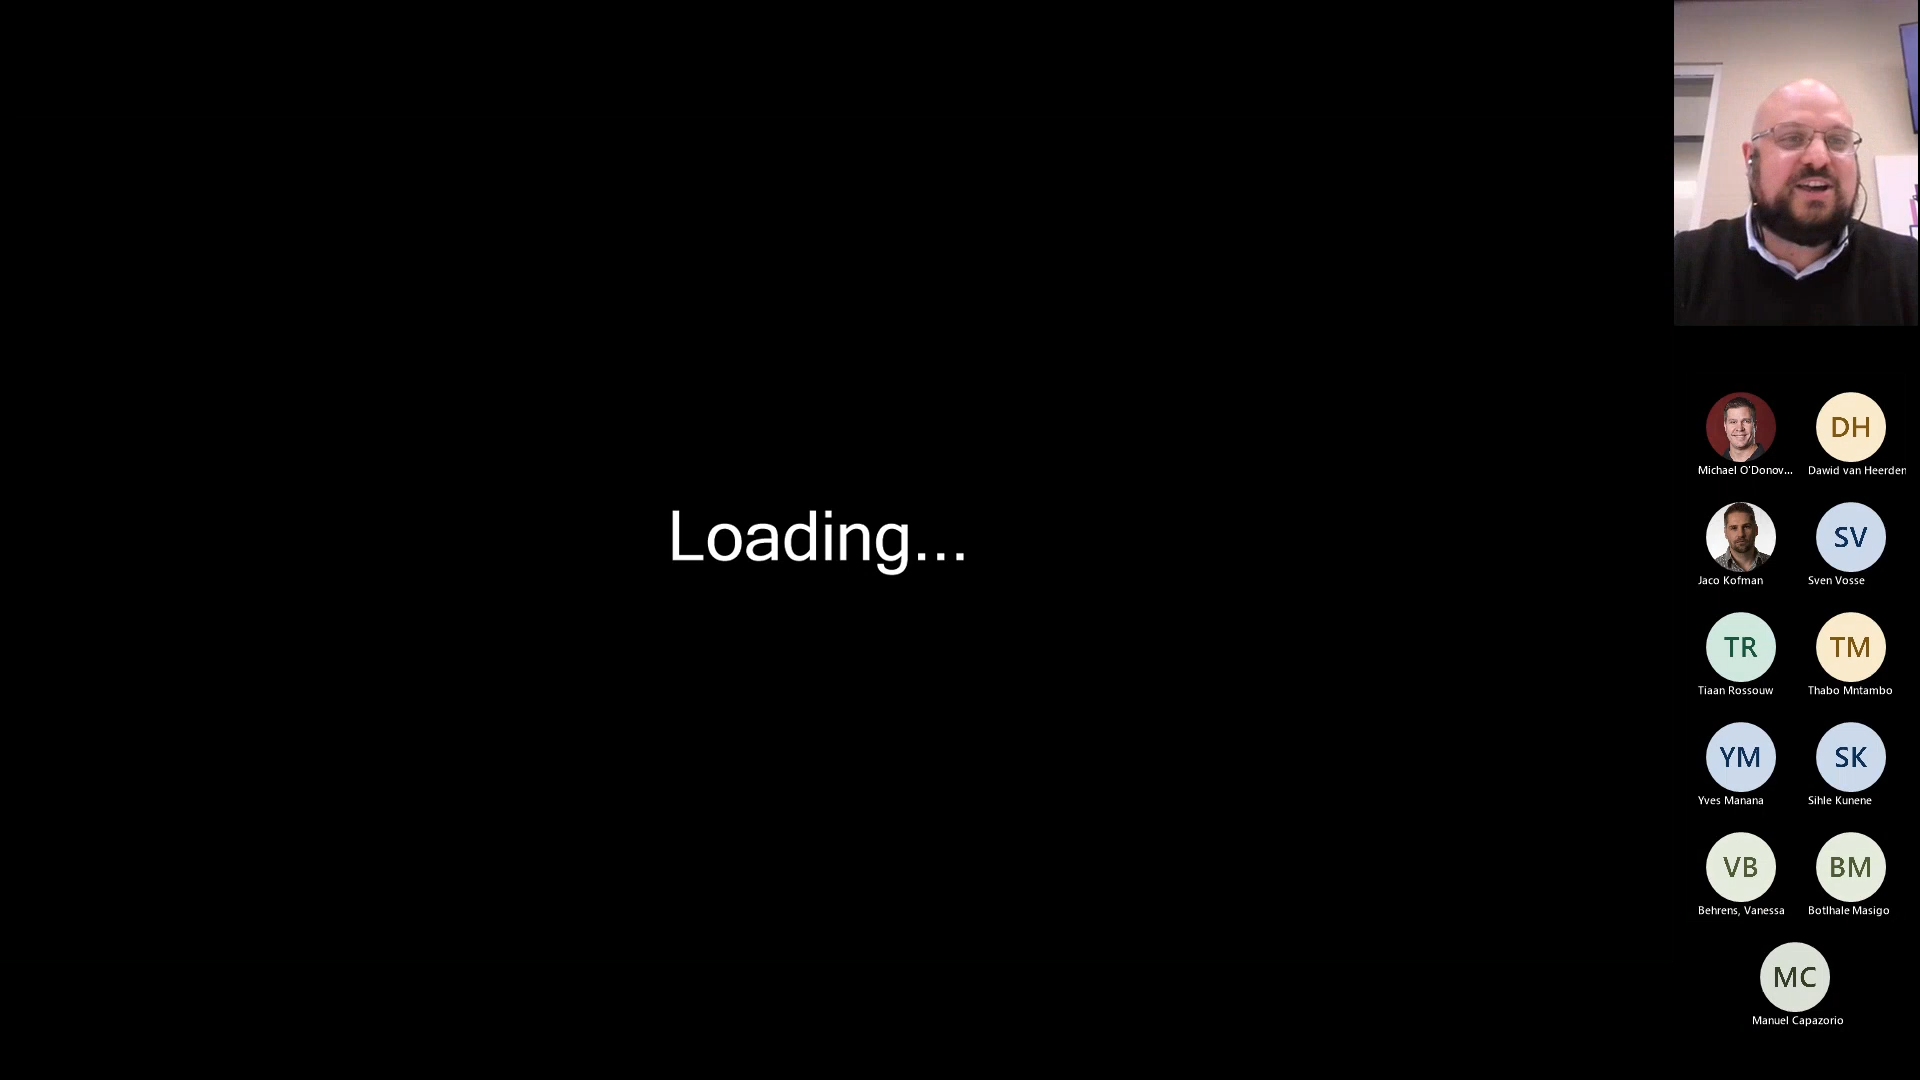 Loading...
Michael O'Donov...
DH
Dawid van Heerden
Jaco Kofman
SV
Sven Vosse
TR
Tiaan Rossouw
TM
Thabo Mntambo
YM
Yves Manana
SK
Sihle Kunene
VB
Behrens, Vanessa
BM
Botlhale Masigo
MC
Manuel Capazorio